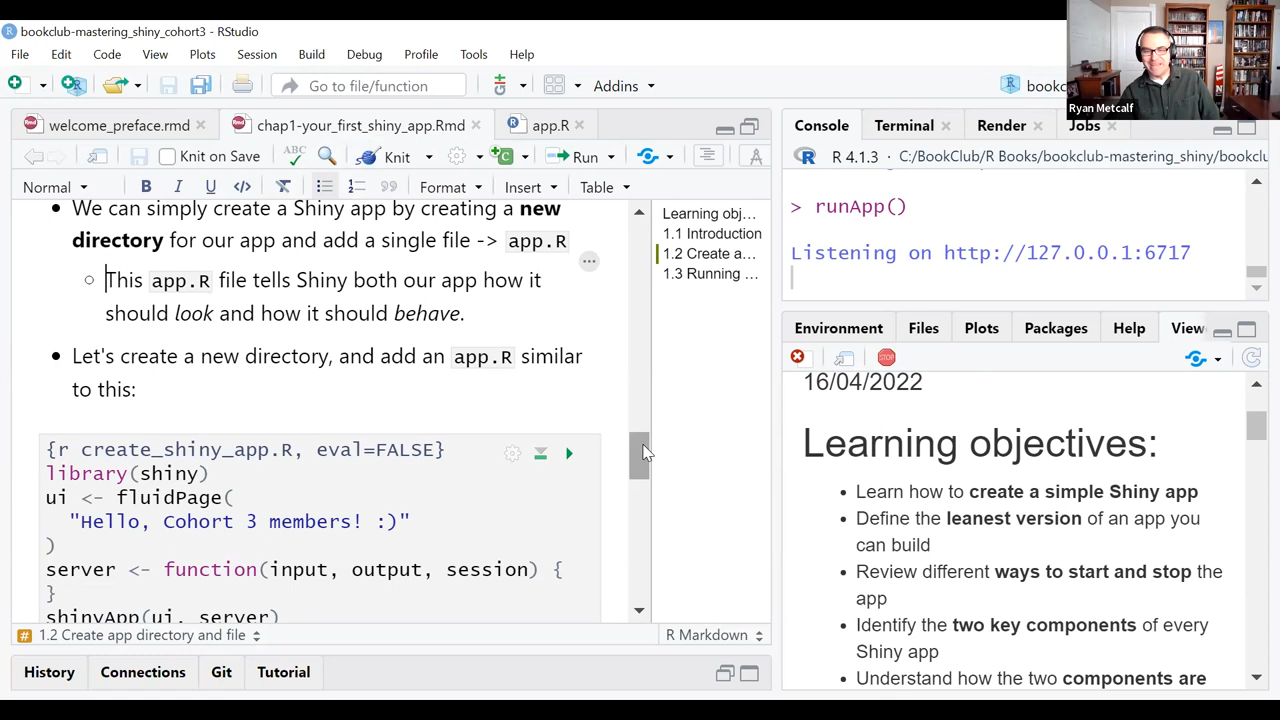 bookclub-mastering_shiny_cohort3 - RStudio
File Edit Code View Plots Session Build Debug Profile Tools Help
Go to file/function Addins bookc
Ryan Metcalf
welcome_preface.rmd chap1-your_first_shiny_app.Rmd app.R
Knit on Save ABC Knit Run
Normal B I U </> Format Insert Table
• We can simply create a Shiny app by creating a new
directory for our app and add a single file -> app.R
○ This app.R file tells Shiny both our app how it
should look and how it should behave.
• Let's create a new directory, and add an app.R similar
to this:
{r create_shiny_app.R, eval=FALSE}
library(shiny)
ui <- fluidPage(
"Hello, Cohort 3 members! :)"
)
server <- function(input, output, session) {
}
shinyApp(ui, server)
Learning obj...
1.1 Introduction
1.2 Create a...
1.3 Running ...
# 1.2 Create app directory and file R Markdown
History Connections Git Tutorial
Console Terminal Render Jobs
R 4.1.3 · C:/BookClub/R Books/bookclub-mastering_shiny/bookclu
> runApp()
Listening on http://127.0.0.1:6717
Environment Files Plots Packages Help View
STOP
16/04/2022
Learning objectives:
• Learn how to create a simple Shiny app
• Define the leanest version of an app you
can build
• Review different ways to start and stop the
app
• Identify the two key components of every
Shiny app
• Understand how the two components are